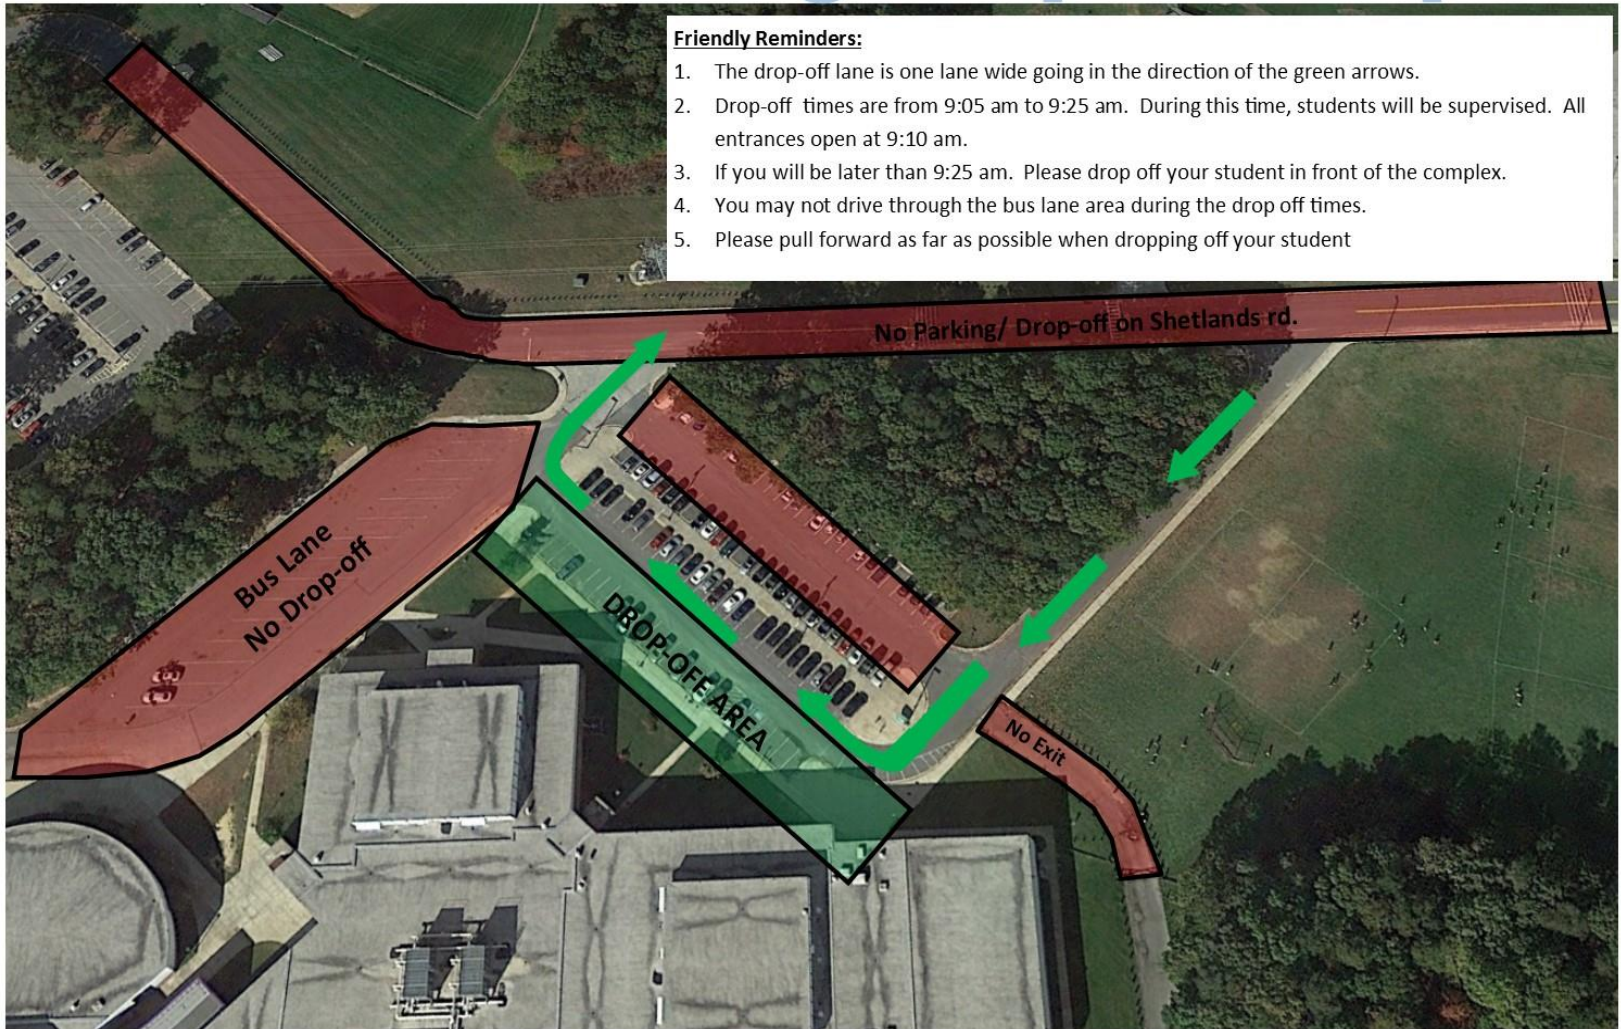 Friendly Reminders:
1. The drop-off lane is one lane wide going in the direction of the green arrows.
2. Drop-off times are from 9:05 am to 9:25 am. During this time, students will be supervised. All
entrances open at 9:10 am.
3. If you will be later than 9:25 am. Please drop off your student in front of the complex.
4. You may not drive through the bus lane area during the drop off times.
5. Please pull forward as far as possible when dropping off your student
No Parking/ Drop-off on Shetlands rd.
Bus Lane
No Drop-off
DROP-OFF AREA
No Exit